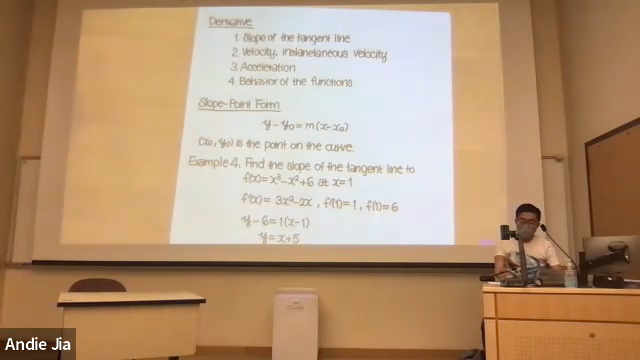 Derivative
1. Slope of the tangent line
2. Velocity, instanetaneous velocity
3. Acceleration
4. Behavior of the functions
Slope-Point Form
y - y₀ = m(x-x₀)
(x₀, y₀) is the point on the curve.
Example 4. Find the slope of the tangent line to
f(x)=x³-x²+6 at x=1
f'(x)= 3x²-2x, f'(1)=1, f(1)=6
y-6=1(x-1)
y=x+5
Andie Jia